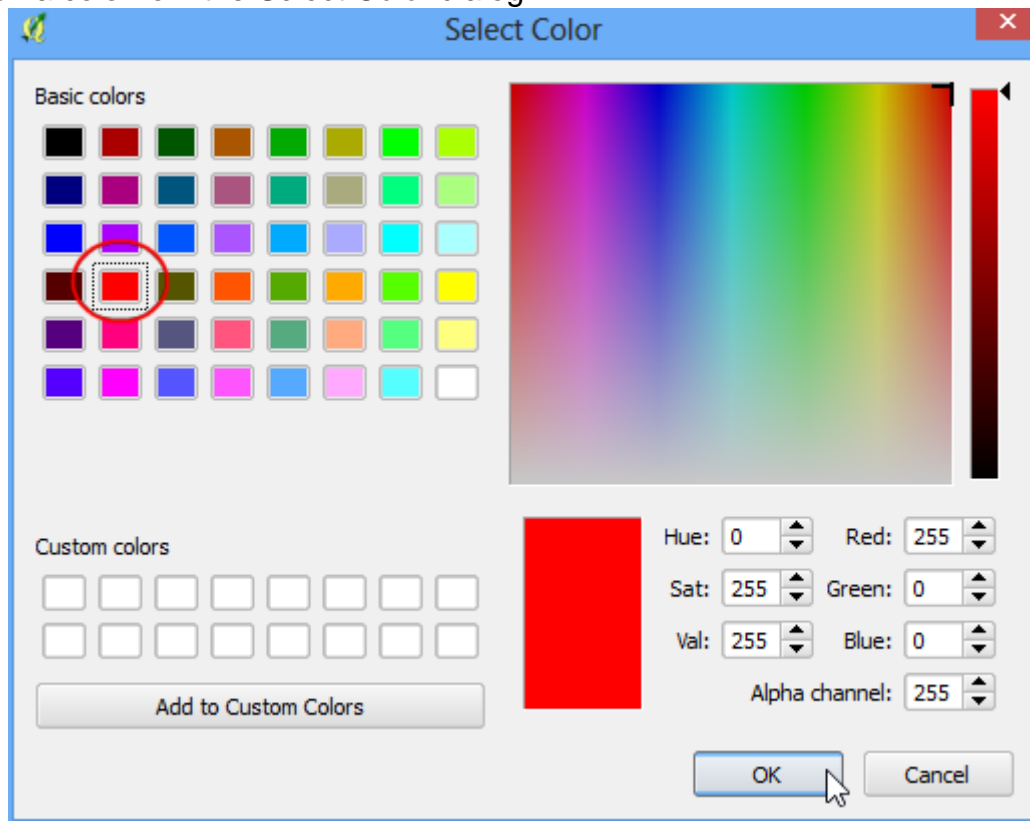 Select Color
Basic colors
Custom colors
Add to Custom Colors
Hue: 0 Red: 255
Sat: 255 Green: 0
Val: 255 Blue: 0
Alpha channel: 255
OK Cancel